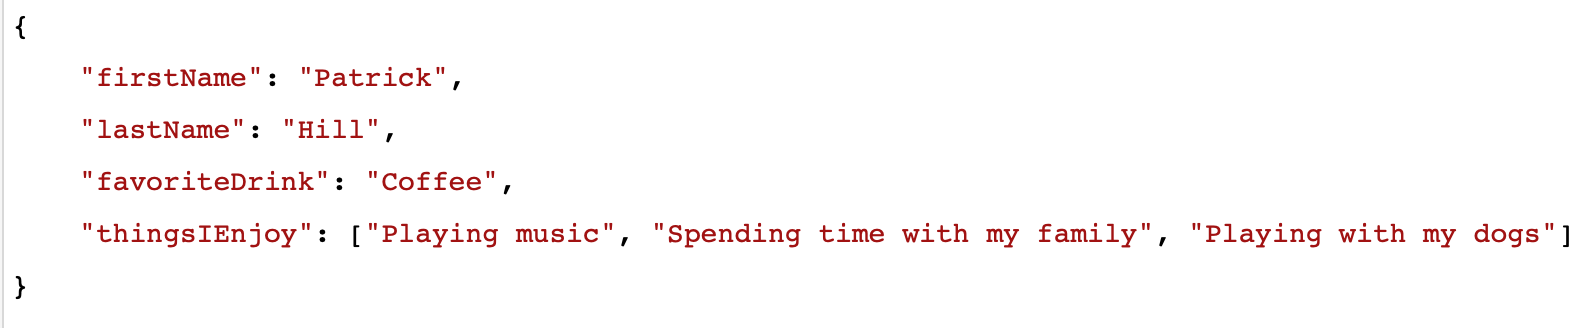 {
    "firstName": "Patrick",
    "lastName": "Hill",
    "favoriteDrink": "Coffee",
    "thingsIEnjoy": ["Playing music", "Spending time with my family", "Playing with my dogs"]
}